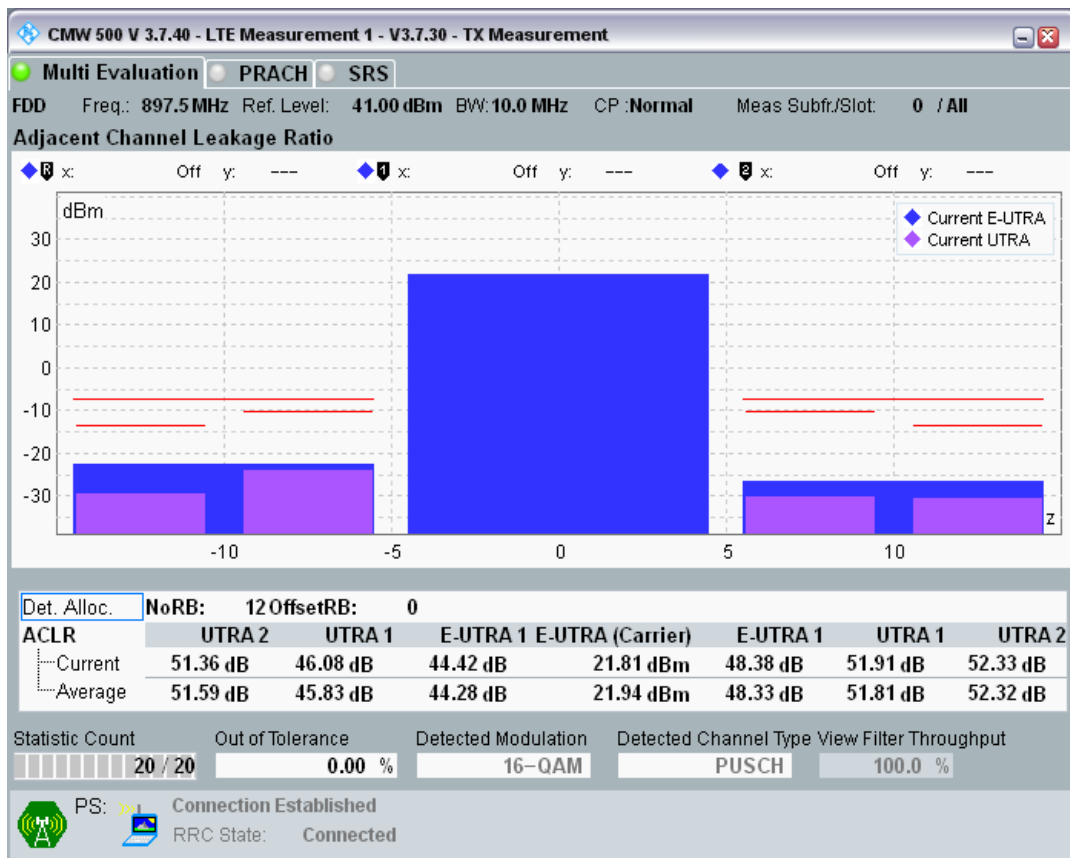 CMW 500 V 3.7.40 - LTE Measurement 1 - V3.7.30 - TX Measurement
Multi Evaluation PRACH SRS
FDD Freq.: 897.5 MHz Ref. Level: 41.00 dBm BW: 10.0 MHz CP :Normal Meas Subfr./Slot: 0 / All
Adjacent Channel Leakage Ratio
R x: Off y: --- 1 x: Off y: --- 2 x: Off y: ---
dBm
Current E-UTRA
Current UTRA
30
20
10
0
-10
-20
-30
z
-10 -5 0 5 10
Det. Alloc. NoRB: 12 OffsetRB: 0
ACLR UTRA 2 UTRA 1 E-UTRA 1 E-UTRA (Carrier) E-UTRA 1 UTRA 1 UTRA 2
Current 51.36 dB 46.08 dB 44.42 dB 21.81 dBm 48.38 dB 51.91 dB 52.33 dB
Average 51.59 dB 45.83 dB 44.28 dB 21.94 dBm 48.33 dB 51.81 dB 52.32 dB
Statistic Count Out of Tolerance Detected Modulation Detected Channel Type View Filter Throughput
20 / 20 0.00 % 16-QAM PUSCH 100.0 %
PS: Connection Established
RRC State: Connected